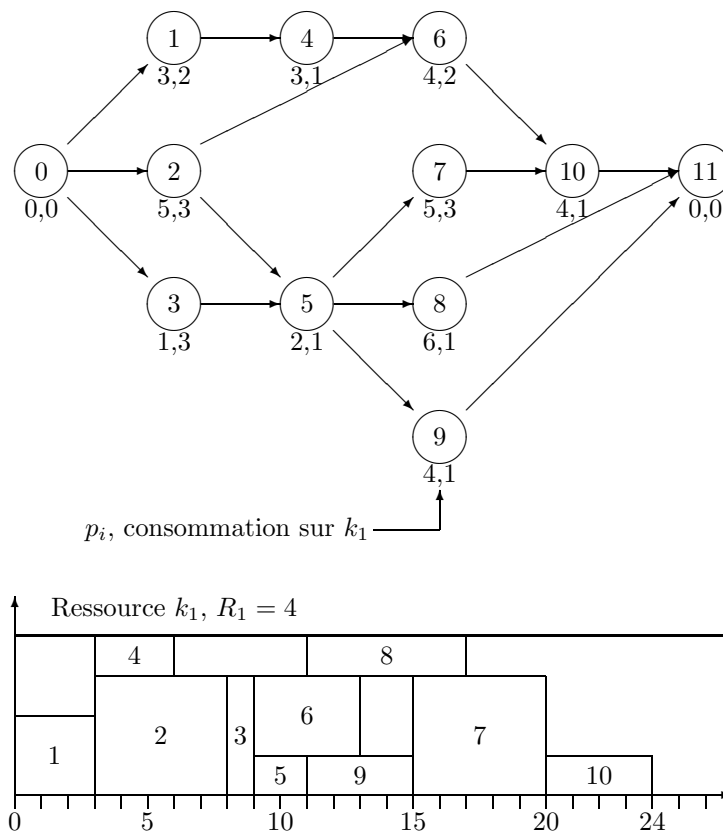 1 4 6
3,2 3,1 4,2
0 2 7 10 11
0,0 5,3 5,3 4,1 0,0
3 5 8
1,3 2,1 6,1
9
4,1
p_i, consommation sur k_1
Ressource k_1, R_1 = 4
4 8
6
1 2 3 7
5 9 10
0 5 10 15 20 24